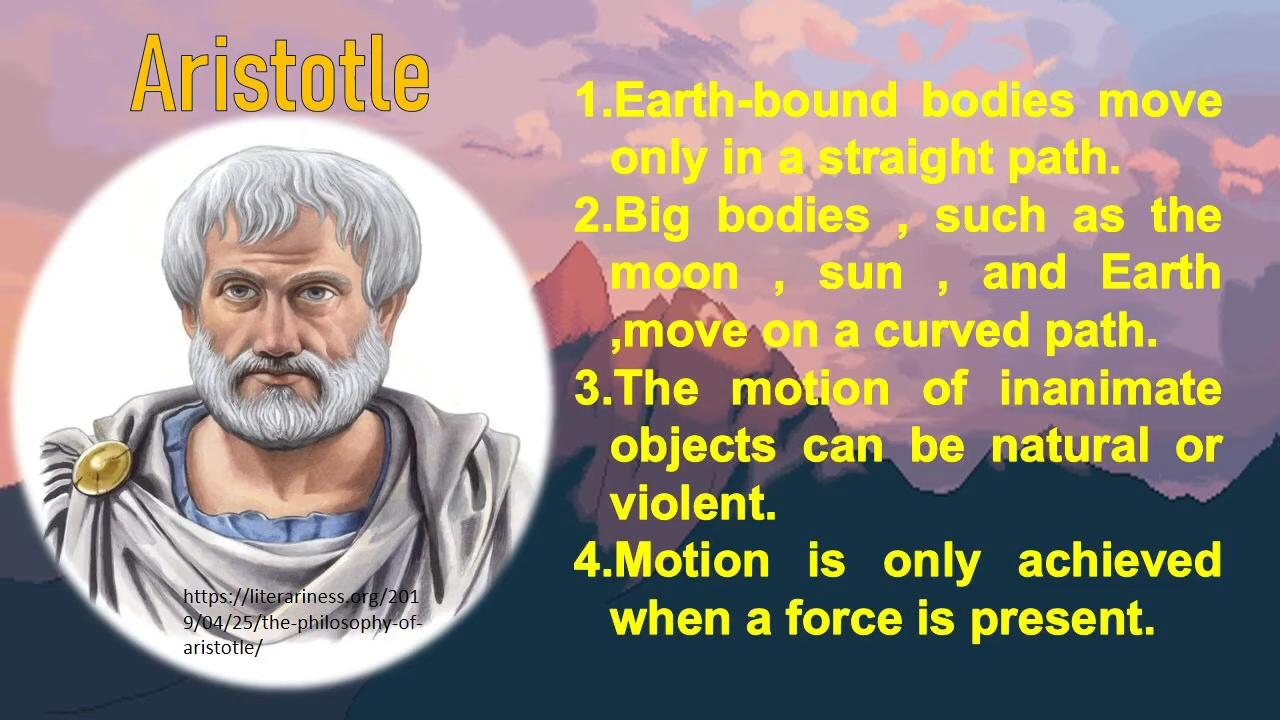 Aristotle
1.Earth-bound bodies move
only in a straight path.
2.Big bodies , such as the
moon , sun , and Earth
,move on a curved path.
3.The motion of inanimate
objects can be natural or
violent.
4.Motion is only achieved
when a force is present.
https://literariness.org/201
9/04/25/the-philosophy-of-
aristotle/